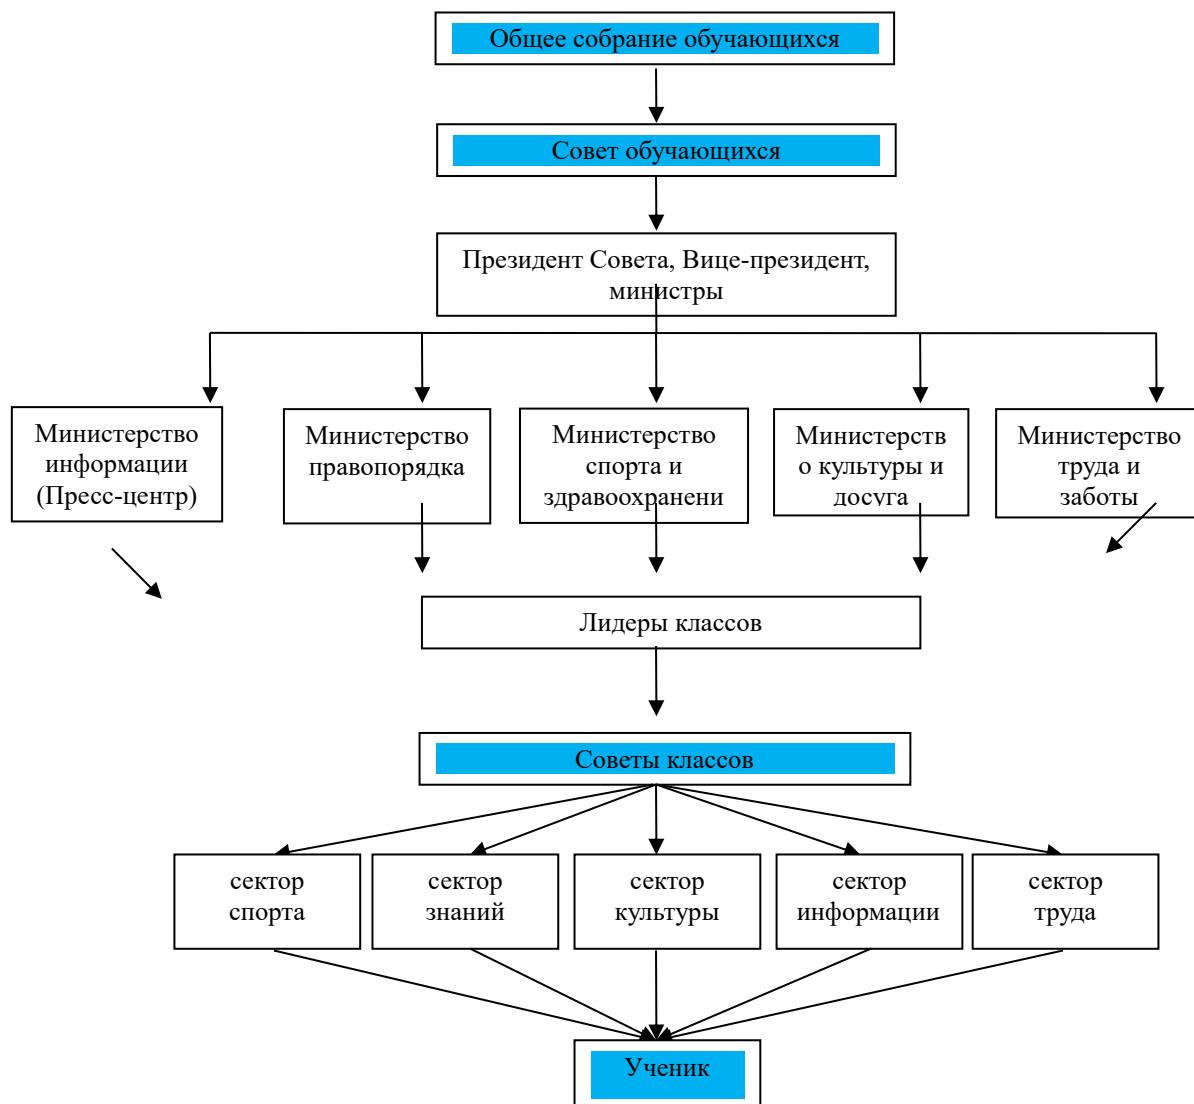 Общее собрание обучающихся
Совет обучающихся
Президент Совета, Вице-президент,
министры
Министерство
информации
(Пресс-центр)
Министерство
правопорядка
Министерство
спорта и
здравоохранени
Министерств
о культуры и
досуга
Министерство
труда и
заботы
Лидеры классов
Советы классов
сектор
спорта
сектор
знаний
сектор
культуры
сектор
информации
сектор
труда
Ученик